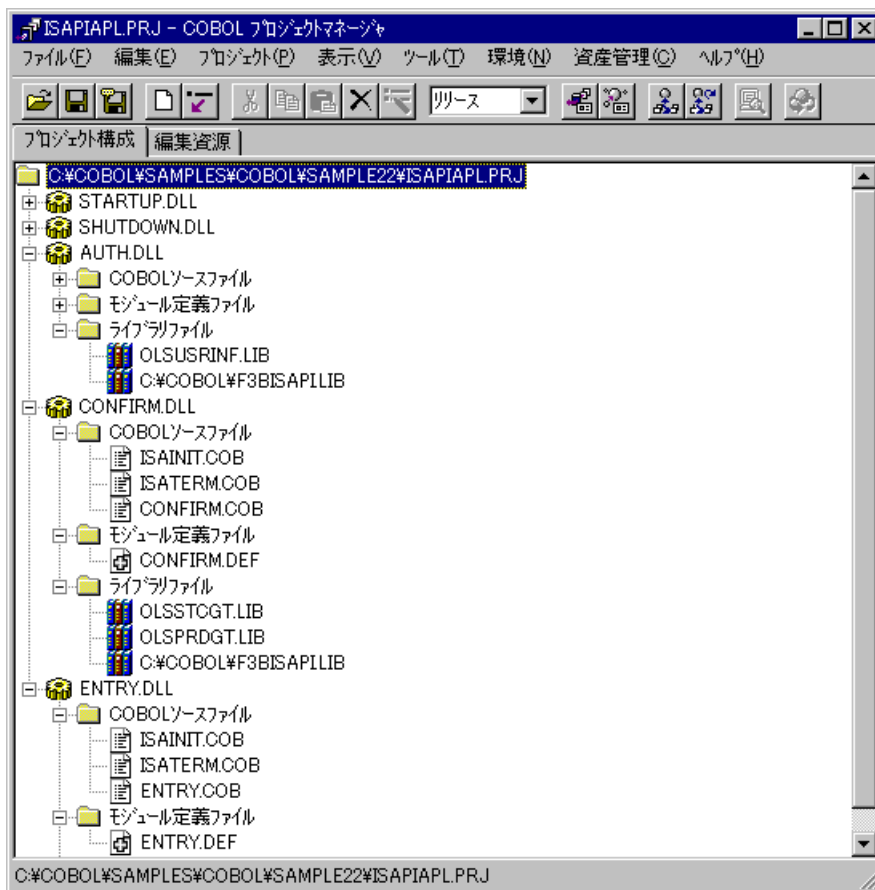 ISAPIAPL.PRJ - COBOL ﾌﾟﾛｼﾞｪｸﾄﾏﾈｰｼﾞｬ
ﾌｧｲﾙ(F) 編集(E) ﾌﾟﾛｼﾞｪｸﾄ(P) 表示(V) ﾂｰﾙ(T) 環境(N) 資産管理(C) ﾍﾙﾌﾟ(H)
ﾘﾘｰｽ
ﾌﾟﾛｼﾞｪｸﾄ構成 編集資源
C:¥COBOL¥SAMPLES¥COBOL¥SAMPLE22¥ISAPIAPL.PRJ
STARTUP.DLL
SHUTDOWN.DLL
AUTH.DLL
COBOLｿｰｽﾌｧｲﾙ
ﾓｼﾞｭｰﾙ定義ﾌｧｲﾙ
ﾗｲﾌﾞﾗﾘﾌｧｲﾙ
OLSUSRINF.LIB
C:¥COBOL¥F3BISAPI.LIB
CONFIRM.DLL
COBOLｿｰｽﾌｧｲﾙ
ISAINIT.COB
ISATERM.COB
CONFIRM.COB
ﾓｼﾞｭｰﾙ定義ﾌｧｲﾙ
CONFIRM.DEF
ﾗｲﾌﾞﾗﾘﾌｧｲﾙ
OLSSTCGT.LIB
OLSPRDGT.LIB
C:¥COBOL¥F3BISAPI.LIB
ENTRY.DLL
COBOLｿｰｽﾌｧｲﾙ
ISAINIT.COB
ISATERM.COB
ENTRY.COB
ﾓｼﾞｭｰﾙ定義ﾌｧｲﾙ
ENTRY.DEF
C:¥COBOL¥SAMPLES¥COBOL¥SAMPLE22¥ISAPIAPL.PRJ